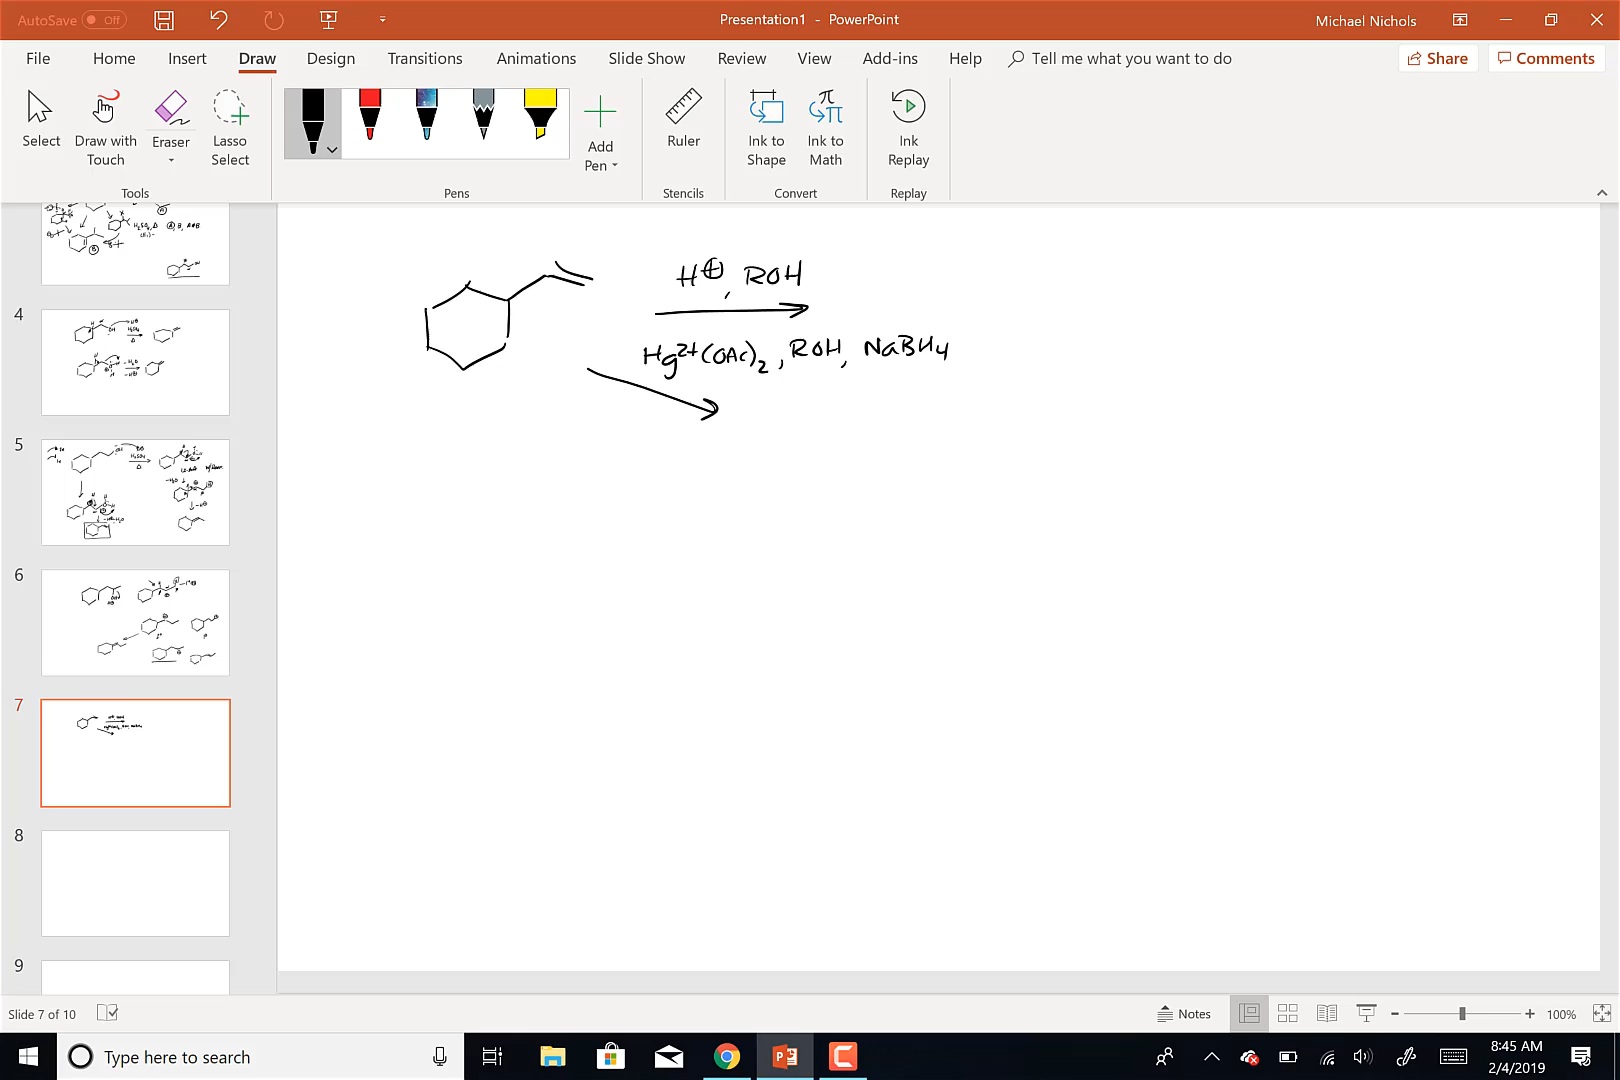 AutoSave Off
Presentation1 - PowerPoint
Michael Nichols
File Home Insert Draw Design Transitions Animations Slide Show Review View Add-ins Help Tell me what you want to do
Share Comments
Select
Draw with Touch
Eraser
Lasso Select
Add Pen
Ruler
Ink to Shape
Ink to Math
Ink Replay
Tools Pens Stencils Convert Replay
H⊕, ROH
Hg²⁺(OAc)₂, ROH, NaBH₄
4
5
6
7
8
9
Slide 7 of 10
Notes
100%
Type here to search
8:45 AM
2/4/2019